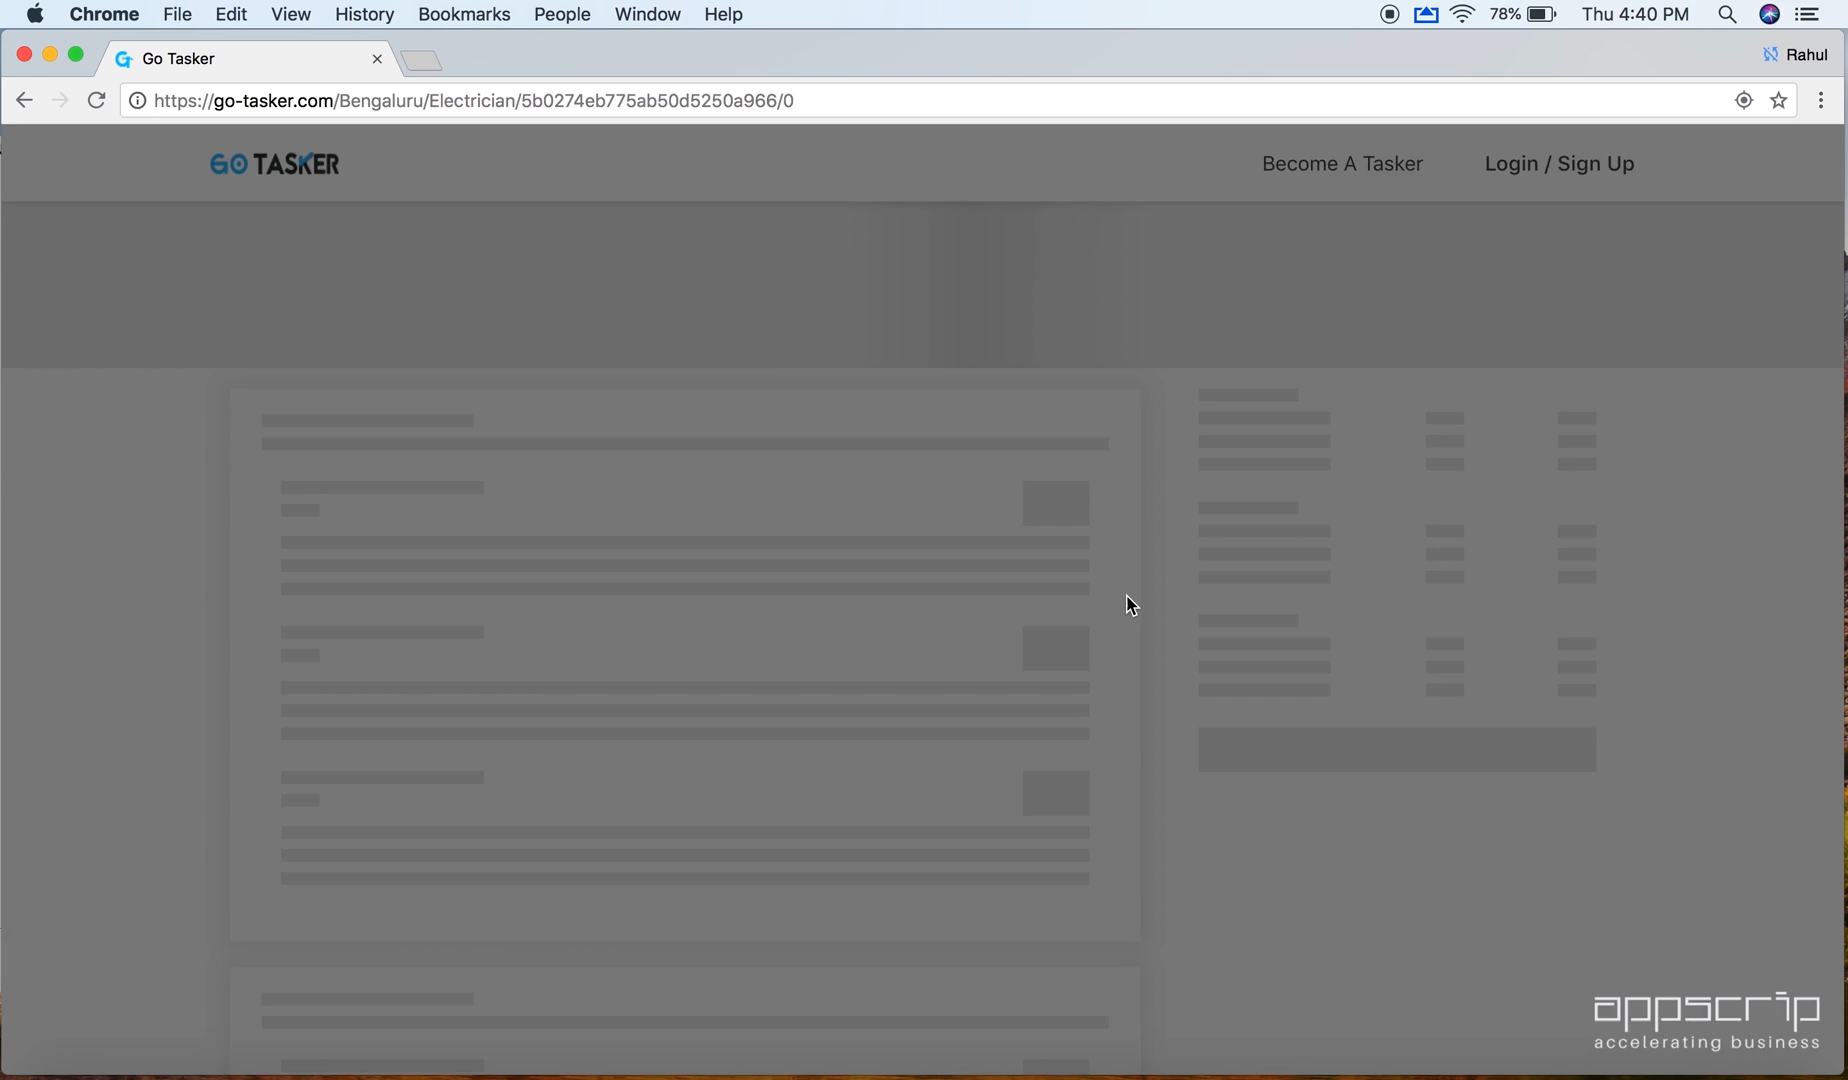 Chrome File Edit View History Bookmarks People Window Help 78% Thu 4:40 PM
Go Tasker Rahul
https://go-tasker.com/Bengaluru/Electrician/5b0274eb775ab50d5250a966/0
GO TASKER Become A Tasker Login / Sign Up
appscrip
accelerating business